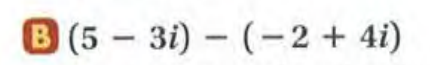 B (5 − 3i) − (−2 + 4i)